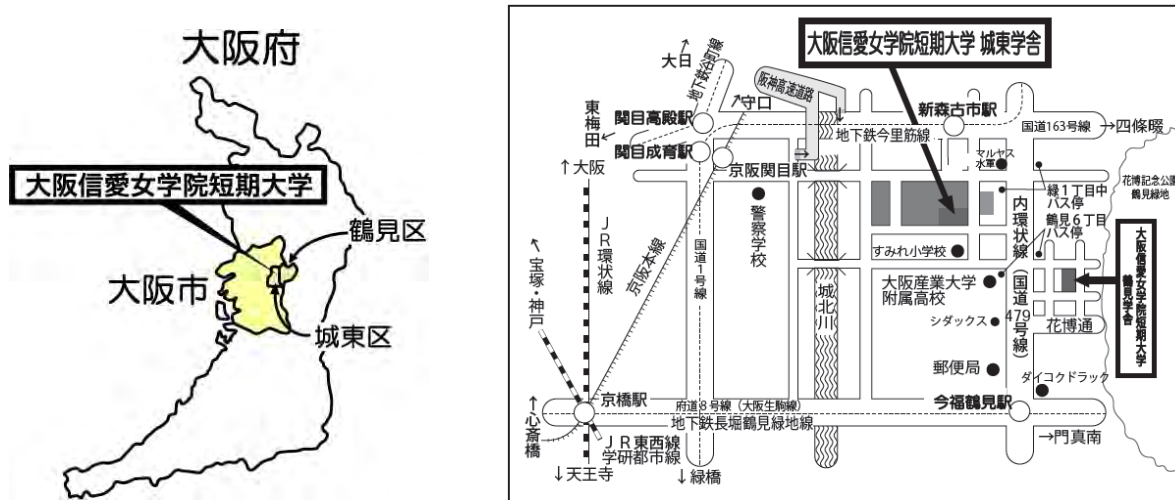 大阪府
大阪信愛女学院短期大学
鶴見区
大阪市
城東区
大阪信愛女学院短期大学 城東学舎
↑大日
地下鉄谷町線
阪神高速道路
↗守口
東梅田
関目高殿駅
新森古市駅
国道163号線
→四條畷
地下鉄今里筋線
関目成育駅
マルヤス水軍
↑大阪
京阪関目駅
花博記念公園
鶴見緑地
緑1丁目中
バス停
鶴見6丁目
バス停
警察学校
JR環状線
京阪本線
国道1号線
内環状線(国道479号線)
すみれ小学校
大阪信愛女学院短期大学
鶴見学舎
↑宝塚・神戸
城北川
大阪産業大学
附属高校
シダックス
花博通
郵便局
ダイコクドラック
京橋駅
府道8号線(大阪生駒線)
今福鶴見駅
↑心斎橋
地下鉄長堀鶴見緑地線
JR東西線
学研都市線
→門真南
↓天王寺
↓緑橋